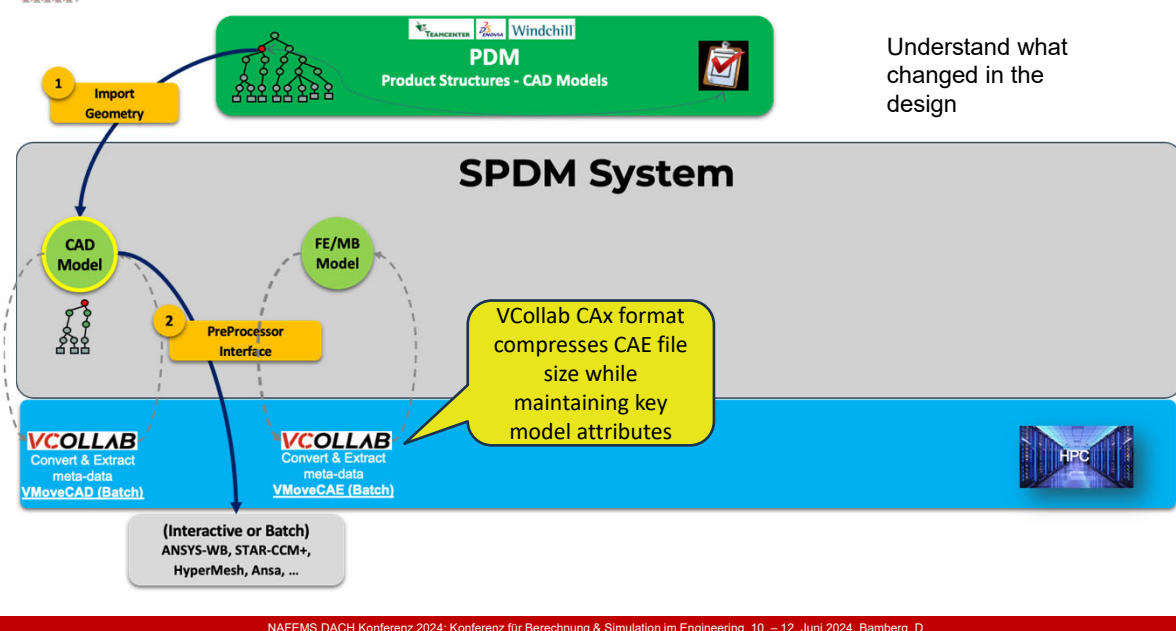 TEAMCENTER ENOVIA Windchill
PDM
Product Structures - CAD Models
Understand what
changed in the
design
1
Import
Geometry
SPDM System
CAD
Model
FE/MB
Model
2
PreProcessor
Interface
VCollab CAx format
compresses CAE file
size while
maintaining key
model attributes
VCOLLAB
Convert & Extract
meta-data
VMoveCAD (Batch)
VCOLLAB
Convert & Extract
meta-data
VMoveCAE (Batch)
HPC
(Interactive or Batch)
ANSYS-WB, STAR-CCM+,
HyperMesh, Ansa, ...
NAFEMS DACH Konferenz 2024: Konferenz für Berechnung & Simulation im Engineering, 10. – 12. Juni 2024, Bamberg, D